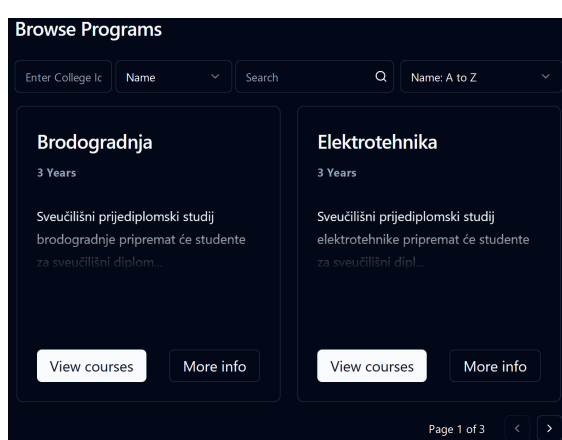 Browse Programs
Enter College Ic
Name
Search
Name: A to Z
Brodogradnja
3 Years
Sveučilišni prijediplomski studij
brodogradnje pripremat će studente
za sveučilišni diplom...
View courses
More info
Elektrotehnika
3 Years
Sveučilišni prijediplomski studij
elektrotehnike pripremat će studente
za sveučilišni dipl...
View courses
More info
Page 1 of 3